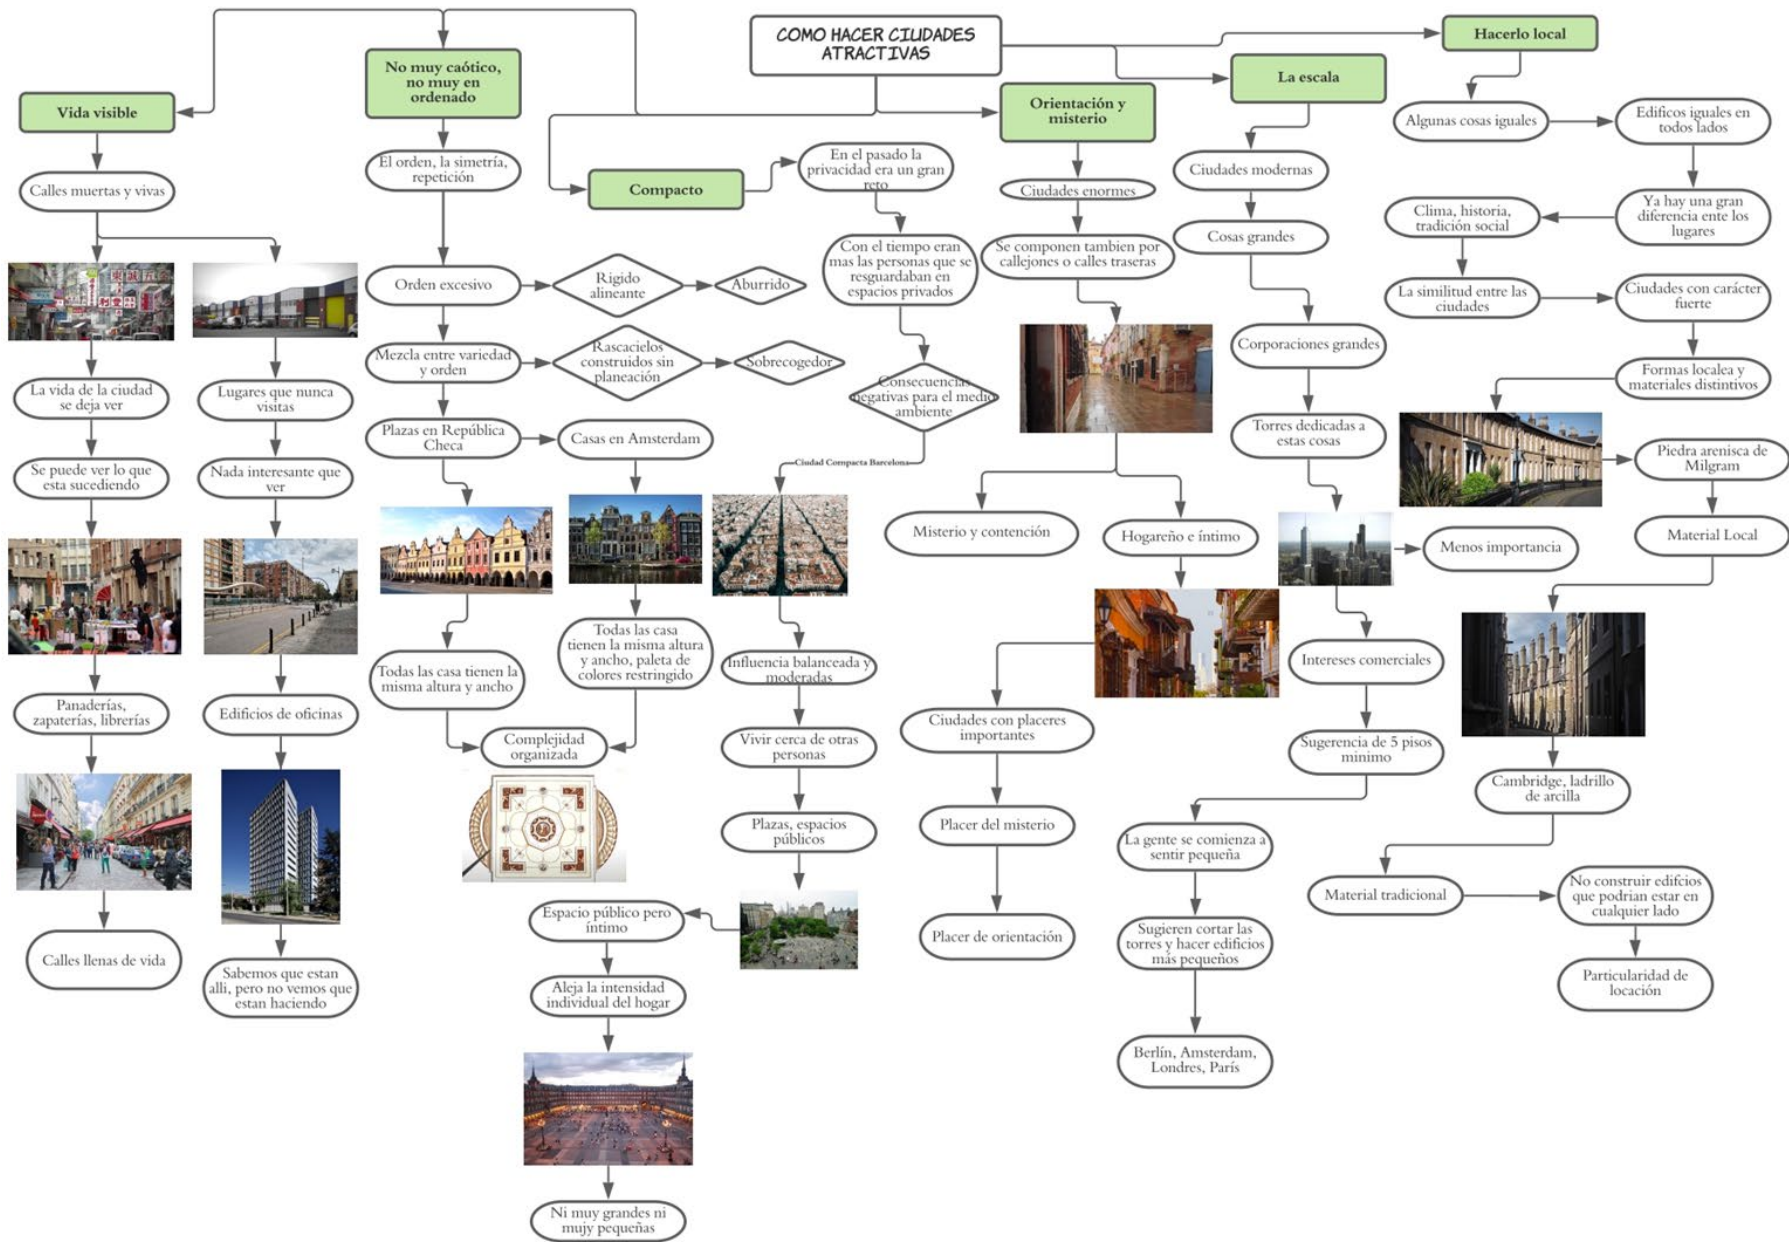 COMO HACER CIUDADES
ATRACTIVAS
Vida visible
Calles muertas y vivas
La vida de la ciudad
se deja ver
Se puede ver lo que
esta sucediendo
Panaderías,
zapaterías, librerías
Calles llenas de vida
Lugares que nunca
visitas
Nada interesante que
ver
Edificios de oficinas
Sabemos que estan
alli, pero no vemos que
estan haciendo
No muy caótico,
no muy en
ordenado
El orden, la simetría,
repetición
Orden excesivo
Rigido
alineante
Aburrido
Mezcla entre variedad
y orden
Rascacielos
construidos sin
planeación
Sobrecogedor
Plazas en República
Checa
Casas en Amsterdam
Todas las casa tienen la
misma altura y ancho
Todas las casa
tienen la misma altura
y ancho, paleta de
colores restringido
Complejidad
organizada
Compacto
En el pasado la
privacidad era un gran
reto
Con el tiempo eran
mas las personas que se
resguardaban en
espacios privados
Consecuencias
negativas para el medio
ambiente
Ciudad Compacta Barcelona
Influencia balanceada y
moderadas
Vivir cerca de otras
personas
Plazas, espacios
públicos
Espacio público pero
íntimo
Aleja la intensidad
individual del hogar
Ni muy grandes ni
mujy pequeñas
Orientación y
misterio
Ciudades enormes
Se componen tambien por
callejones o calles traseras
Misterio y contención
Hogareño e íntimo
Ciudades con placeres
importantes
Placer del misterio
Placer de orientación
La escala
Ciudades modernas
Cosas grandes
Corporaciones grandes
Torres dedicadas a
estas cosas
Menos importancia
Intereses comerciales
Sugerencia de 5 pisos
minimo
La gente se comienza a
sentir pequeña
Sugieren cortar las
torres y hacer edificios
más pequeños
Berlín, Amsterdam,
Londres, París
Hacerlo local
Algunas cosas iguales
Edificos iguales en
todos lados
Ya hay una gran
diferencia ente los
lugares
Clima, historia,
tradición social
La similitud entre las
ciudades
Ciudades con carácter
fuerte
Formas localea y
materiales distintivos
Piedra arenisca de
Milgram
Material Local
Cambridge, ladrillo
de arcilla
Material tradicional
No construir edifcios
que podrian estar en
cualquier lado
Particularidad de
locación